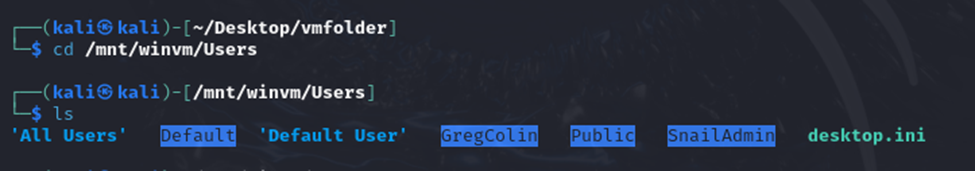 ┌──(kali㉿kali)-[~/Desktop/vmfolder]
└─$ cd /mnt/winvm/Users
┌──(kali㉿kali)-[/mnt/winvm/Users]
└─$ ls
'All Users' Default 'Default User' GregColin Public SnailAdmin desktop.ini